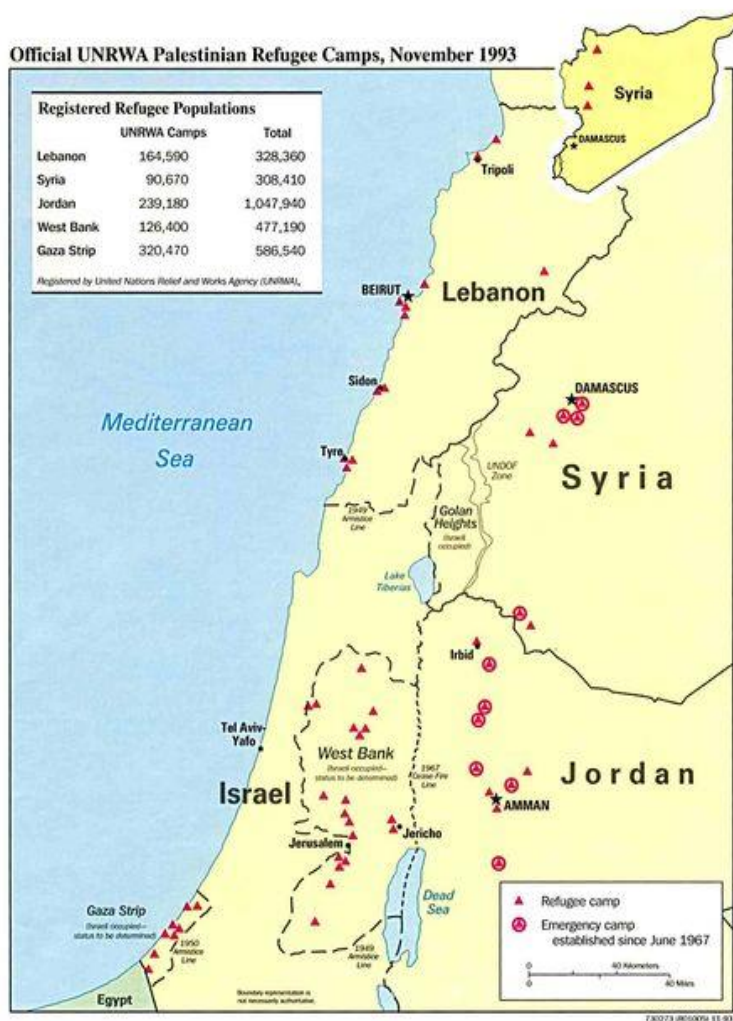 Official UNRWA Palestinian Refugee Camps, November 1993
Registered Refugee Populations
UNRWA Camps Total
Lebanon 164,590 328,360
Syria 90,670 308,410
Jordan 239,180 1,047,940
West Bank 126,400 477,190
Gaza Strip 320,470 586,540
Registered by United Nations Relief and Works Agency (UNRWA).
Syria
DAMASCUS
Tripoli
BEIRUT
Lebanon
Sidon
DAMASCUS
Mediterranean
Sea
Tyre
UNDOF
Zone
Syria
1949
Armistice
Line
Golan
Heights
(Israeli
occupied)
Lake
Tiberias
Irbid
Tel Aviv-
Yafo
West Bank
(Israeli occupied—
status to be determined)
1967
Cease Fire
Line
Israel
Jordan
AMMAN
Jericho
Jerusalem
Gaza Strip
(Israeli occupied—
status to be determined)
1950
Armistice
Line
Dead
Sea
1949
Armistice
Line
Egypt
Boundary representation is
not necessarily authoritative.
Refugee camp
Emergency camp
established since June 1967
0 40 Kilometers
0 40 Miles